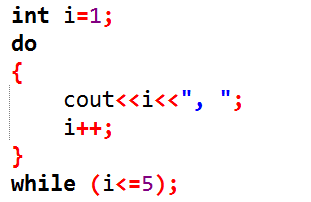 int i=1;
do
{
    cout<<i<<", ";
    i++;
}
while (i<=5);